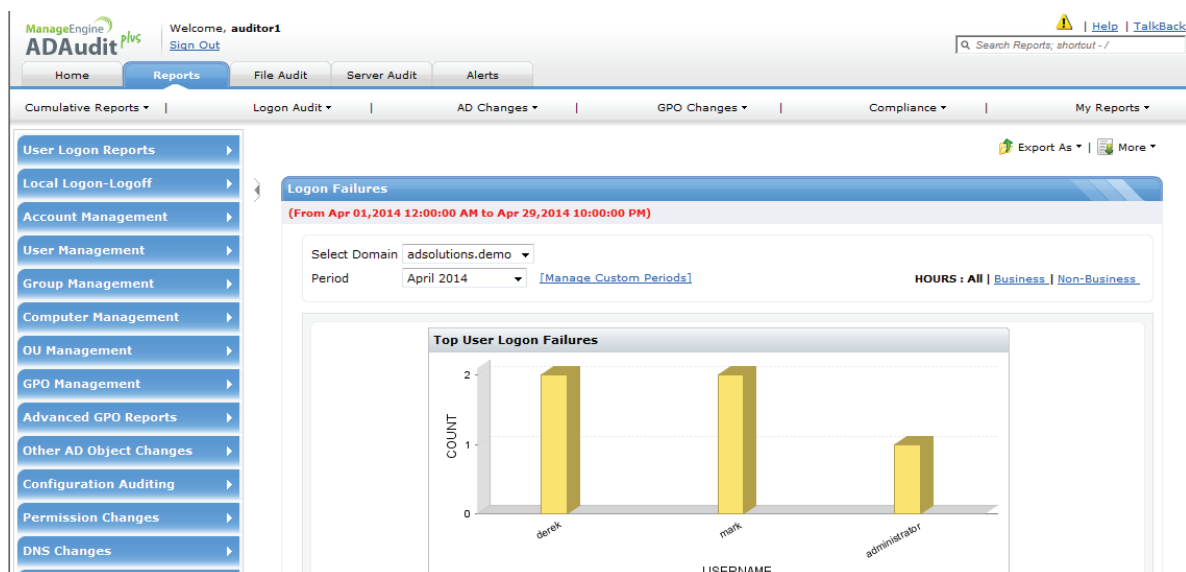 ManageEngine
ADAudit plus
Welcome, auditor1
Sign Out
| Help | TalkBack
Search Reports; shortcut - /
Home Reports File Audit Server Audit Alerts
Cumulative Reports | Logon Audit | AD Changes | GPO Changes | Compliance | My Reports
Export As | More
User Logon Reports
Local Logon-Logoff
Account Management
User Management
Group Management
Computer Management
OU Management
GPO Management
Advanced GPO Reports
Other AD Object Changes
Configuration Auditing
Permission Changes
DNS Changes
Logon Failures
(From Apr 01,2014 12:00:00 AM to Apr 29,2014 10:00:00 PM)
Select Domain adsolutions.demo
Period April 2014 [Manage Custom Periods]
HOURS : All | Business | Non-Business
Top User Logon Failures
2
1
0
COUNT
derek mark administrator
USERNAME